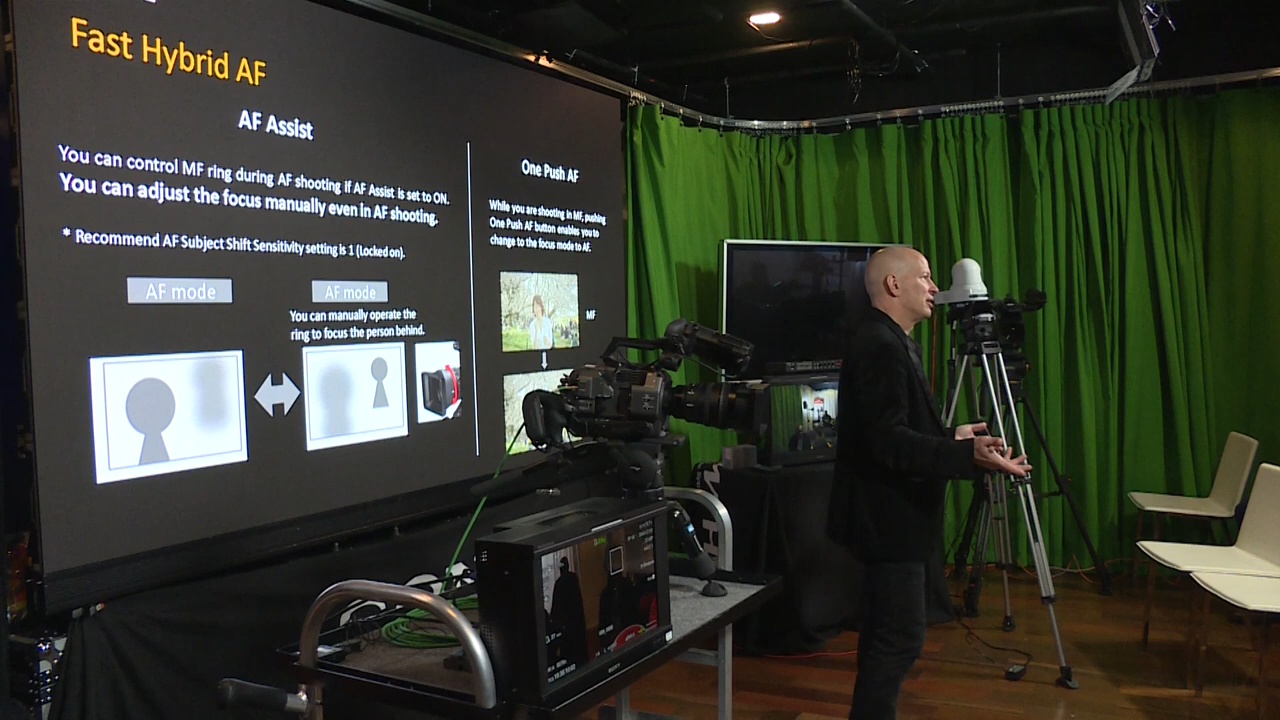 Fast Hybrid AF
AF Assist
You can control MF ring during AF shooting if AF Assist is set to ON.
You can adjust the focus manually even in AF shooting.
* Recommend AF Subject Shift Sensitivity setting is 1 (Locked on).
AF mode
AF mode
You can manually operate the
ring to focus the person behind.
One Push AF
While you are shooting in MF, pushing
One Push AF button enables you to
change to the focus mode to AF.
MF
SONY